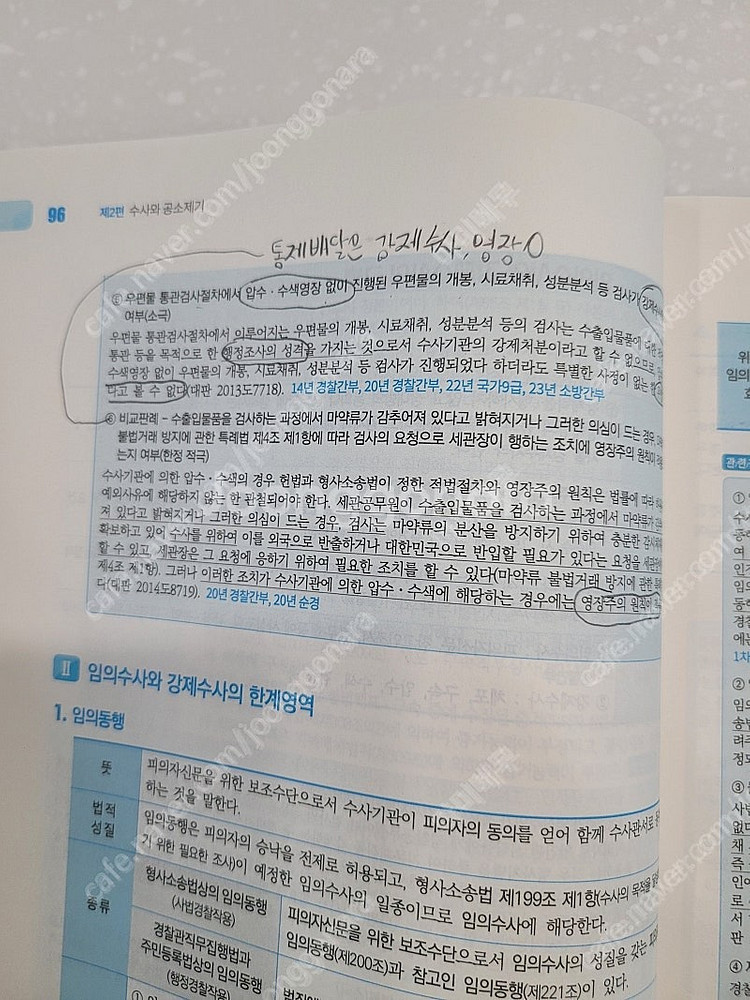 96 제2편 수사와 공소제기
통제배달은 강제수사, 영장O
우편물 통관검사절차에서 압수·수색영장 없이 진행된 우편물의 개봉, 시료채취, 성분분석 등 검사가 강제수사
여부(소극)
우편물 통관검사절차에서 이루어지는 우편물의 개봉, 시료채취, 성분분석 등의 검사는 수출입물품에 대한
통관 등을 목적으로 한 행정조사의 성격을 가지는 것으로서 수사기관의 강제처분이라고 할 수 없으므로,
수색영장 없이 우편물의 개봉, 시료채취, 성분분석 등 검사가 진행되었다 하더라도 특별한 사정이 없는 한
다고 볼 수 없다(대판 2013도7718). 14년 경찰간부, 20년 경찰간부, 22년 국가9급, 23년 소방간부
비교판례 - 수출입물품을 검사하는 과정에서 마약류가 감추어져 있다고 밝혀지거나 그러한 의심이 드는 경우,
불법거래 방지에 관한 특례법 제4조 제1항에 따라 검사의 요청으로 세관장이 행하는 조치에 영장주의 원칙이
는지 여부(한정 적극)
수사기관에 의한 압수·수색의 경우 헌법과 형사소송법이 정한 적법절차와 영장주의 원칙은 법률에 따라
예외사유에 해당하지 않는 한 관철되어야 한다. 세관공무원이 수출입물품을 검사하는 과정에서 마약류가
져 있다고 밝혀지거나 그러한 의심이 드는 경우, 검사는 마약류의 분산을 방지하기 위하여 충분한 감시체제
확보하고 있어 수사를 위하여 이를 외국으로 반출하거나 대한민국으로 반입할 필요가 있다는 요청을 세관장에게
할 수 있고, 세관장은 그 요청에 응하기 위하여 필요한 조치를 할 수 있다(마약류 불법거래 방지에 관한
제4조 제1항). 그러나 이러한 조치가 수사기관에 의한 압수·수색에 해당하는 경우에는 영장주의 원칙이
다(대판 2014도8719). 20년 경찰간부, 20년 순경
Ⅱ 임의수사와 강제수사의 한계영역
1. 임의동행
뜻
피의자신문을 위한 보조수단으로서 수사기관이 피의자의 동의를 얻어 함께 수사관서로
하는 것을 말한다.
법적
성질
임의동행은 피의자의 승낙을 전제로 허용되고, 형사소송법 제199조 제1항(수사의 목적을
기 위한 필요한 조사)이 예정한 임의수사의 일종이므로 임의수사에 해당한다.
종류
형사소송법상의 임의동행
(사법경찰작용)
피의자신문을 위한 보조수단으로서 임의수사의 성질을 갖는
임의동행(제200조)과 참고인 임의동행(제221조)이 있다.
경찰관직무집행법과
주민등록법상의 임의동행
(행정경찰작용)